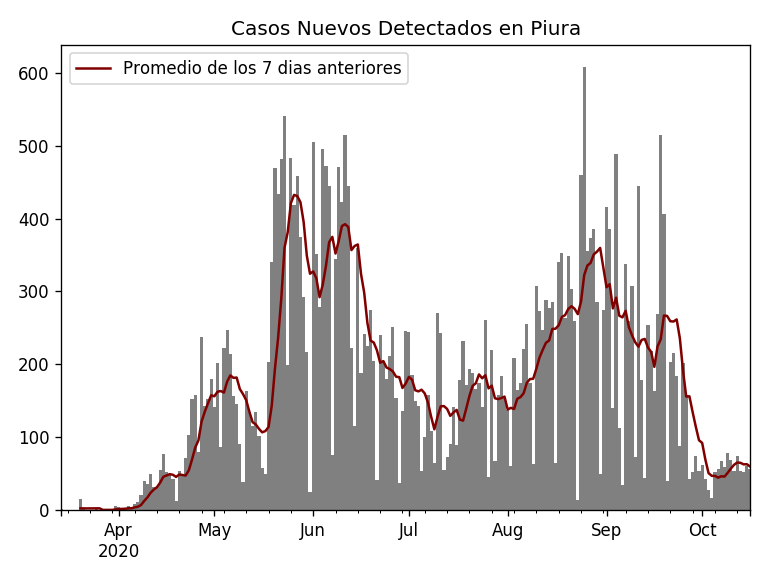 Casos Nuevos Detectados en Piura
Promedio de los 7 dias anteriores
600
500
400
300
200
100
0
Apr May Jun Jul Aug Sep Oct
2020